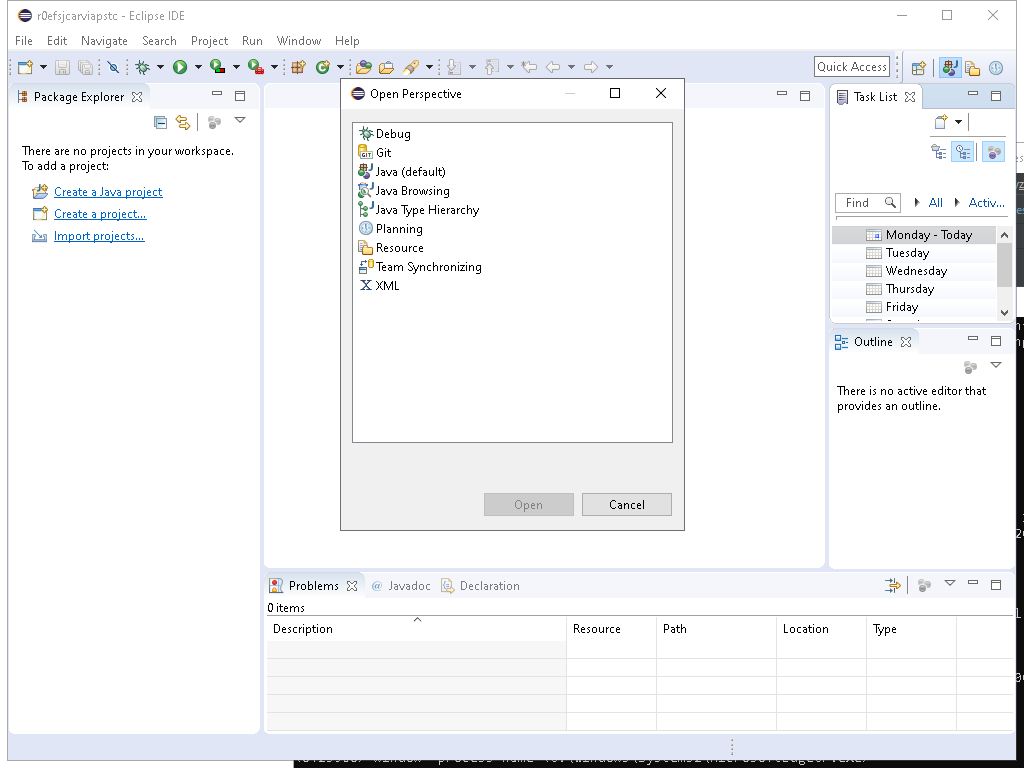 r0efsjcarviapstc - Eclipse IDE
File Edit Navigate Search Project Run Window Help
Quick Access
Package Explorer
There are no projects in your workspace.
To add a project:
Create a Java project
Create a project...
Import projects...
Open Perspective
Debug
Git
Java (default)
Java Browsing
Java Type Hierarchy
Planning
Resource
Team Synchronizing
XML
Open Cancel
Task List
Find All Activ...
Monday - Today
Tuesday
Wednesday
Thursday
Friday
Outline
There is no active editor that
provides an outline.
Problems @ Javadoc Declaration
0 items
Description Resource Path Location Type